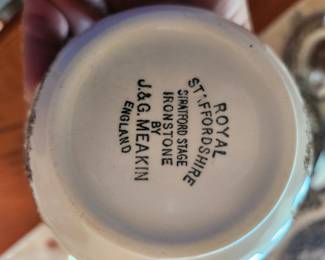 ROYAL
STAFFORDSHIRE
STRATFORD STAGE
IRONSTONE
BY
J.&G. MEAKIN
ENGLAND